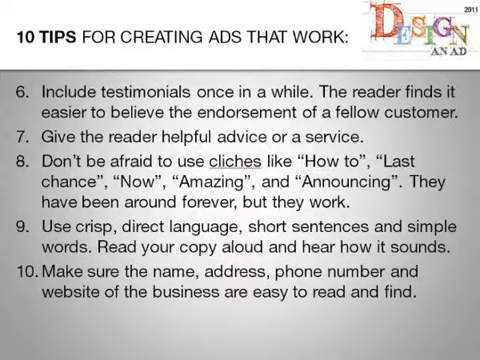 10 TIPS FOR CREATING ADS THAT WORK:
2011
DESIGN
AN AD
6. Include testimonials once in a while. The reader finds it
easier to believe the endorsement of a fellow customer.
7. Give the reader helpful advice or a service.
8. Don’t be afraid to use cliches like “How to”, “Last
chance”, “Now”, “Amazing”, and “Announcing”. They
have been around forever, but they work.
9. Use crisp, direct language, short sentences and simple
words. Read your copy aloud and hear how it sounds.
10. Make sure the name, address, phone number and
website of the business are easy to read and find.